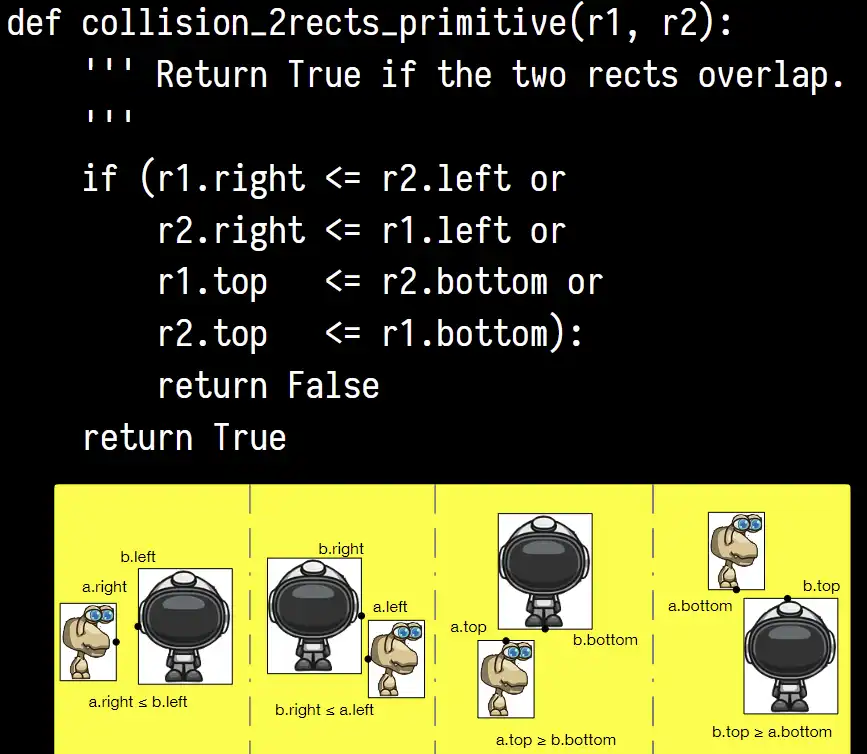 def collision_2rects_primitive(r1, r2):
''' Return True if the two rects overlap.
'''
if (r1.right <= r2.left or
r2.right <= r1.left or
r1.top <= r2.bottom or
r2.top <= r1.bottom):
return False
return True
b.left
a.right
a.right ≤ b.left
b.right
a.left
b.right ≤ a.left
a.top
b.bottom
a.top ≥ b.bottom
b.top
a.bottom
b.top ≥ a.bottom